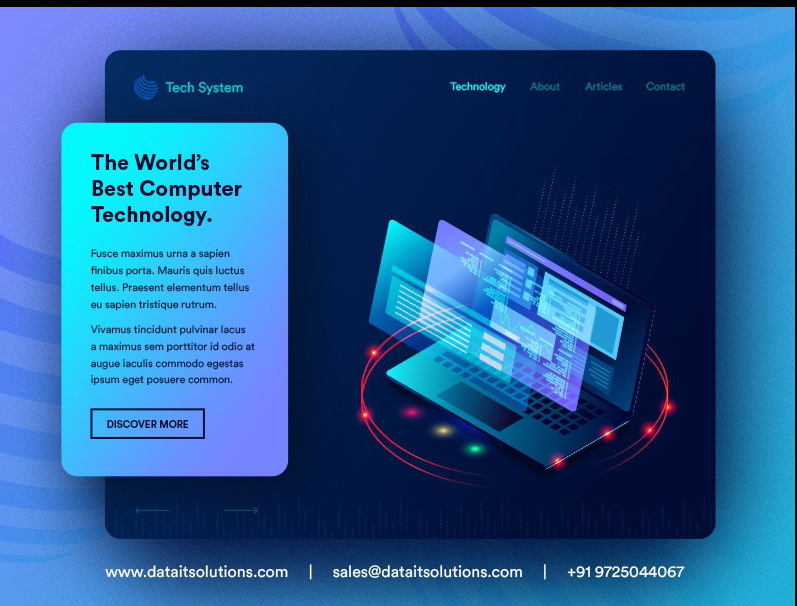 Tech System
Technology About Articles Contact
The World's
Best Computer
Technology.
Fusce maximus urna a sapien
finibus porta. Mauris quis luctus
tellus. Praesent elementum tellus
eu sapien tristique rutrum.
Vivamus tincidunt pulvinar lacus
a maximus sem porttitor id odio at
augue iaculis commodo egestas
ipsum eget posuere common.
DISCOVER MORE
www.dataitsolutions.com | sales@dataitsolutions.com | +91 9725044067